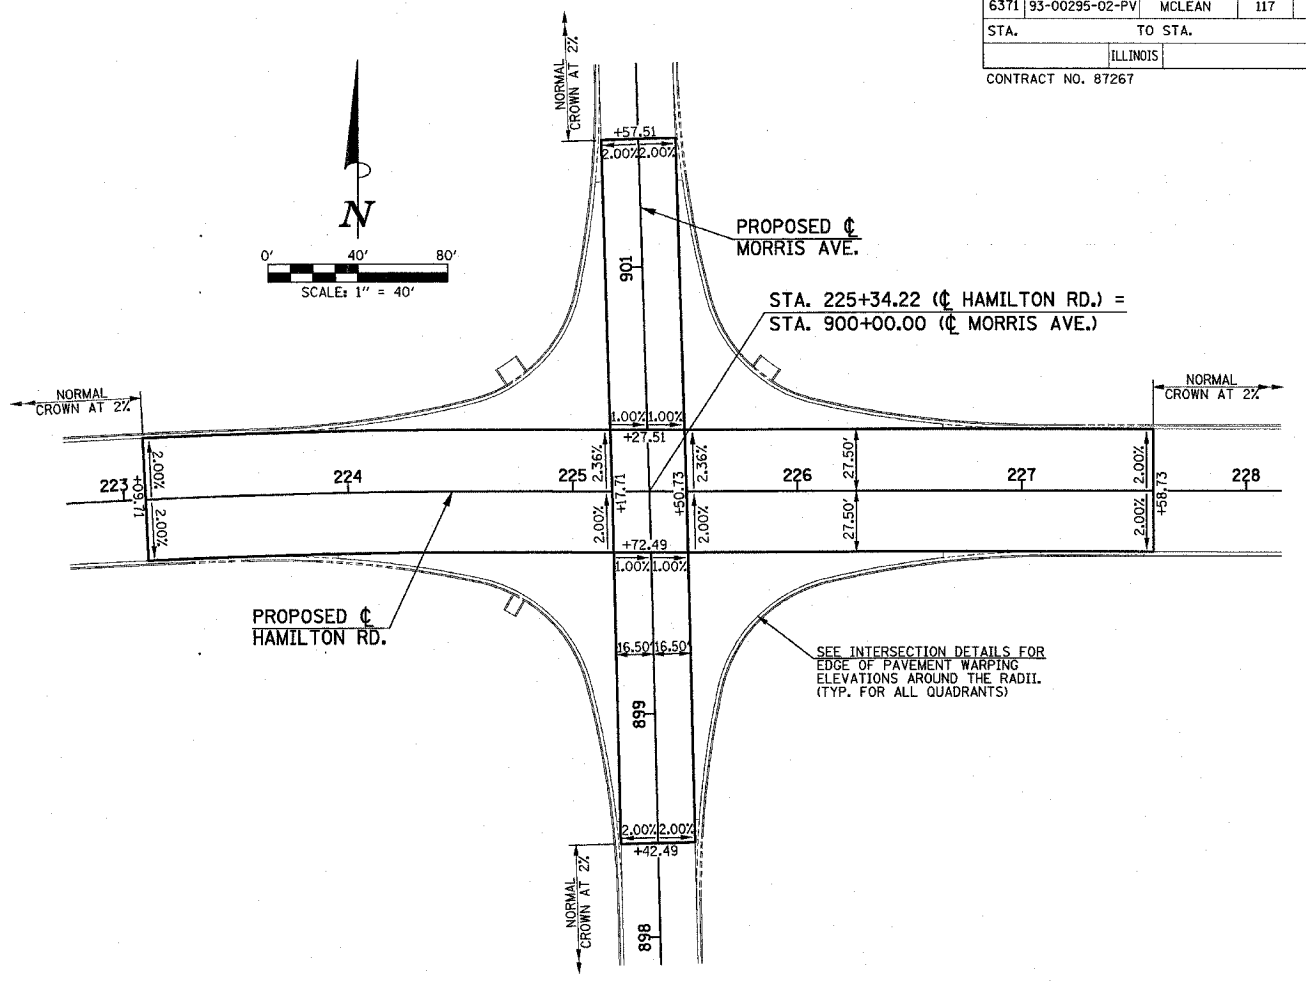 6371 93-00295-02-PV MCLEAN 117
STA. TO STA.
ILLINOIS
CONTRACT NO. 87267
NORMAL
CROWN AT 2%
N
0' 40' 80'
SCALE: 1" = 40'
+57.51
2.00% 2.00%
PROPOSED ℄
MORRIS AVE.
901
STA. 225+34.22 (℄ HAMILTON RD.) =
STA. 900+00.00 (℄ MORRIS AVE.)
NORMAL
CROWN AT 2%
NORMAL
CROWN AT 2%
1.00% 1.00%
+27.51
2.00%
2.36%
2.36%
27.50'
2.00%
223 224 225 226 227 228
+09.71
+17.71
+50.73
+58.73
2.00%
2.00%
2.00%
27.50'
2.00%
+72.49
1.00% 1.00%
PROPOSED ℄
HAMILTON RD.
16.50' 16.50'
SEE INTERSECTION DETAILS FOR
EDGE OF PAVEMENT WARPING
ELEVATIONS AROUND THE RADII.
(TYP. FOR ALL QUADRANTS)
899
2.00% 2.00%
+42.49
NORMAL
CROWN AT 2%
898